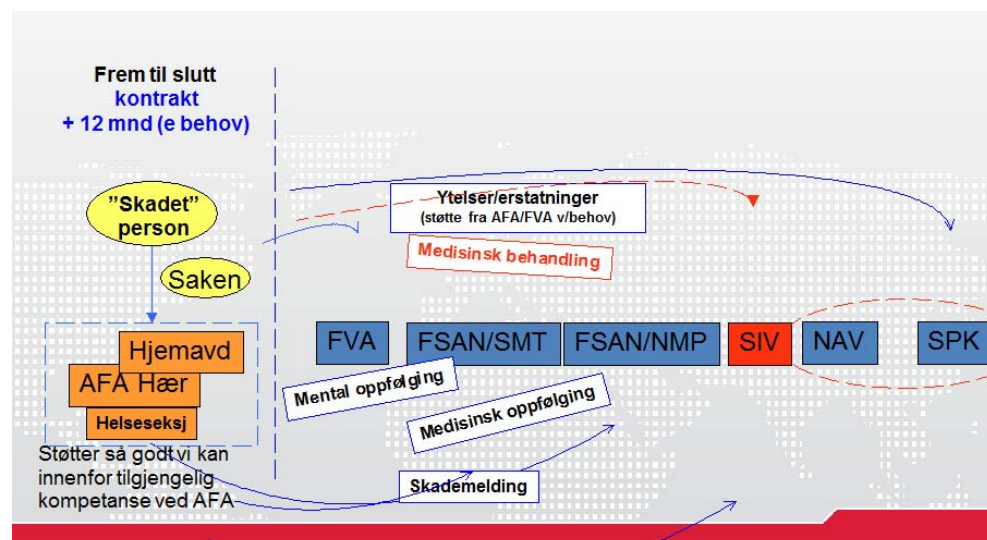 Frem til slutt
kontrakt
+ 12 mnd (e behov)
”Skadet”
person
Saken
Hjemavd
AFA Hær
Helseseksj
Støtter så godt vi kan
innenfor tilgjengelig
kompetanse ved AFA
Ytelser/erstatninger
(støtte fra AFA/FVA v/behov)
Medisinsk behandling
FVA
FSAN/SMT
FSAN/NMP
SIV
NAV
SPK
Mental oppfølging
Medisinsk oppfølging
Skademelding